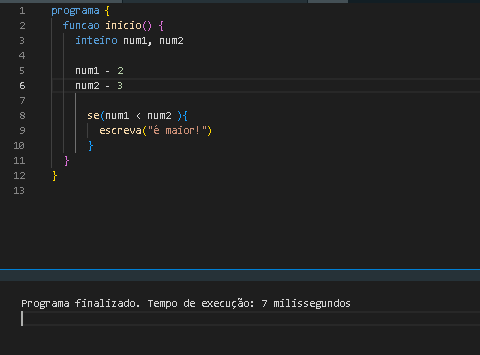 1 programa {
2 funcao inicio() {
3 inteiro num1, num2
4
5 num1 - 2
6 num2 - 3
7
8 se(num1 < num2 ){
9 escreva("é maior!")
10 }
11 }
12 }
13
Programa finalizado. Tempo de execução: 7 milissegundos